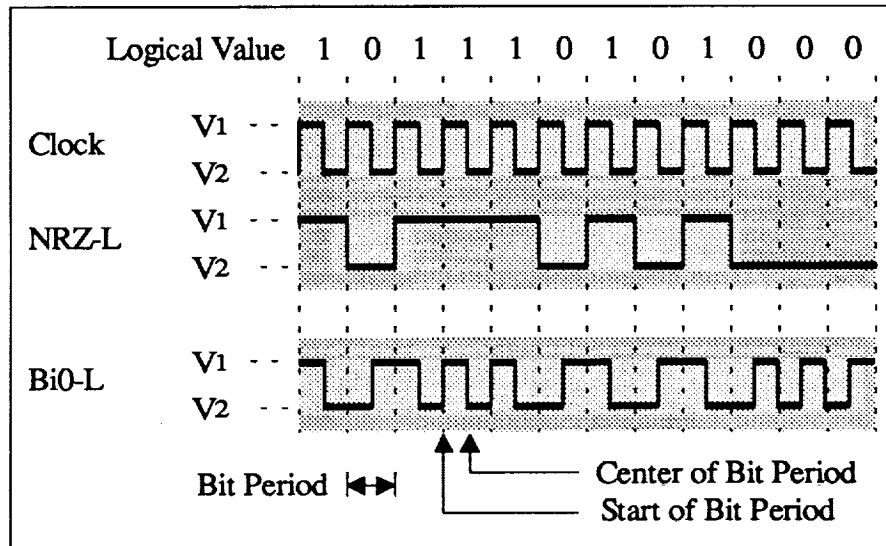 Logical Value 1 0 1 1 1 0 1 0 1 0 0 0
Clock
V1
V2
NRZ-L
V1
V2
Bi0-L
V1
V2
Bit Period
Center of Bit Period
Start of Bit Period